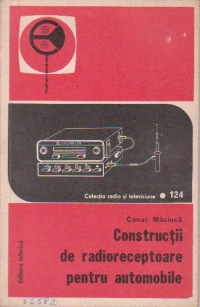 Colecția radio și televiziune • 124
Const. Măciucă
Construcții
de radioreceptoare
pentru automobile
Editura tehnică